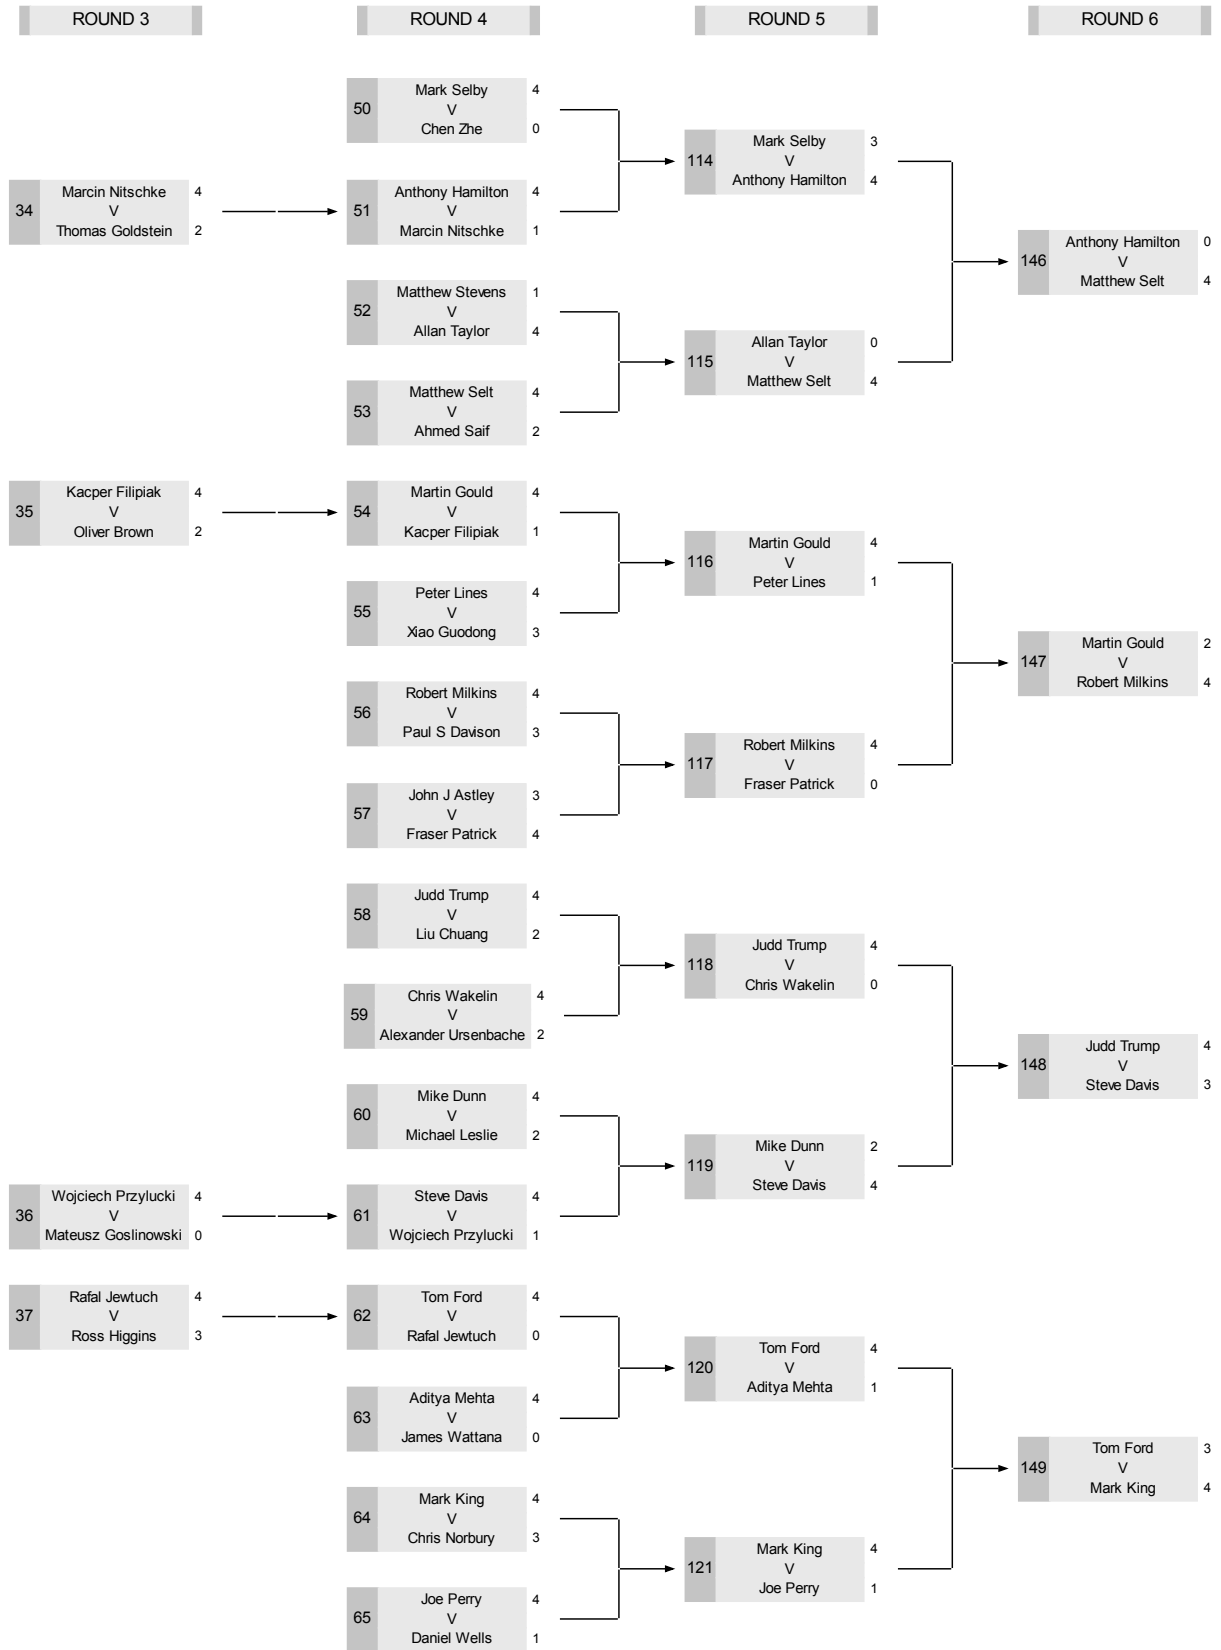 ROUND 3 ROUND 4 ROUND 5 ROUND 6
34
Marcin Nitschke 4
V
Thomas Goldstein 2
35
Kacper Filipiak 4
V
Oliver Brown 2
36
Wojciech Przylucki 4
V
Mateusz Goslinowski 0
37
Rafal Jewtuch 4
V
Ross Higgins 3
50
Mark Selby 4
V
Chen Zhe 0
51
Anthony Hamilton 4
V
Marcin Nitschke 1
52
Matthew Stevens 1
V
Allan Taylor 4
53
Matthew Selt 4
V
Ahmed Saif 2
54
Martin Gould 4
V
Kacper Filipiak 1
55
Peter Lines 4
V
Xiao Guodong 3
56
Robert Milkins 4
V
Paul S Davison 3
57
John J Astley 3
V
Fraser Patrick 4
58
Judd Trump 4
V
Liu Chuang 2
59
Chris Wakelin 4
V
Alexander Ursenbache 2
60
Mike Dunn 4
V
Michael Leslie 2
61
Steve Davis 4
V
Wojciech Przylucki 1
62
Tom Ford 4
V
Rafal Jewtuch 0
63
Aditya Mehta 4
V
James Wattana 0
64
Mark King 4
V
Chris Norbury 3
65
Joe Perry 4
V
Daniel Wells 1
114
Mark Selby 3
V
Anthony Hamilton 4
115
Allan Taylor 0
V
Matthew Selt 4
116
Martin Gould 4
V
Peter Lines 1
117
Robert Milkins 4
V
Fraser Patrick 0
118
Judd Trump 4
V
Chris Wakelin 0
119
Mike Dunn 2
V
Steve Davis 4
120
Tom Ford 4
V
Aditya Mehta 1
121
Mark King 4
V
Joe Perry 1
146
Anthony Hamilton 0
V
Matthew Selt 4
147
Martin Gould 2
V
Robert Milkins 4
148
Judd Trump 4
V
Steve Davis 3
149
Tom Ford 3
V
Mark King 4